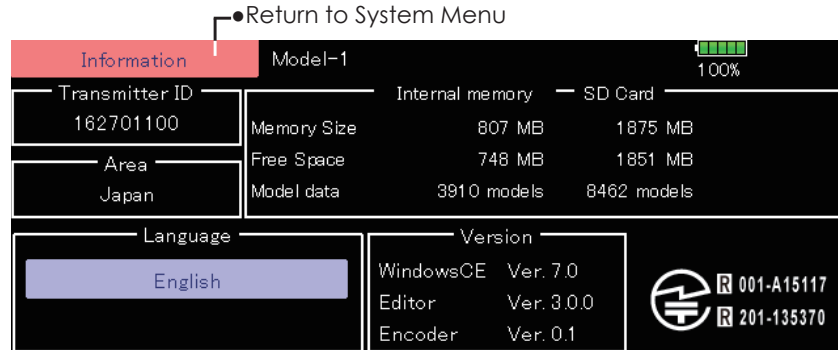 Return to System Menu
Information Model-1 100%
Transmitter ID
162701100
Area
Japan
Internal memory SD Card
Memory Size 807 MB 1875 MB
Free Space 748 MB 1851 MB
Model data 3910 models 8462 models
Language
English
Version
WindowsCE Ver. 7.0
Editor Ver. 3.0.0
Encoder Ver. 0.1
R 001-A15117
R 201-135370